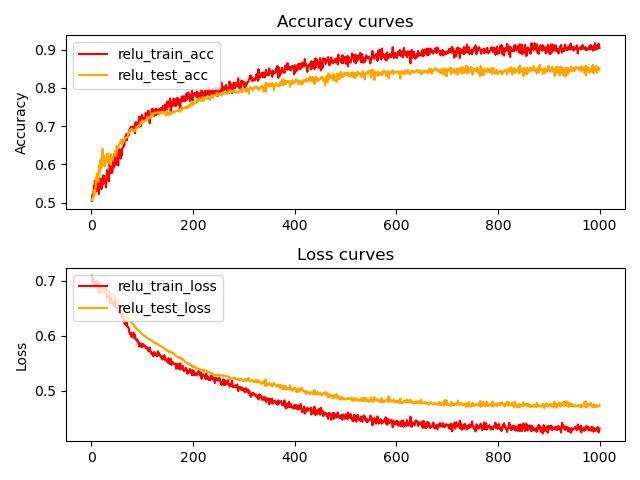 Accuracy curves
Accuracy
0.9
0.8
0.7
0.6
0.5
relu_train_acc
relu_test_acc
0 200 400 600 800 1000
Loss curves
Loss
0.7
0.6
0.5
relu_train_loss
relu_test_loss
0 200 400 600 800 1000